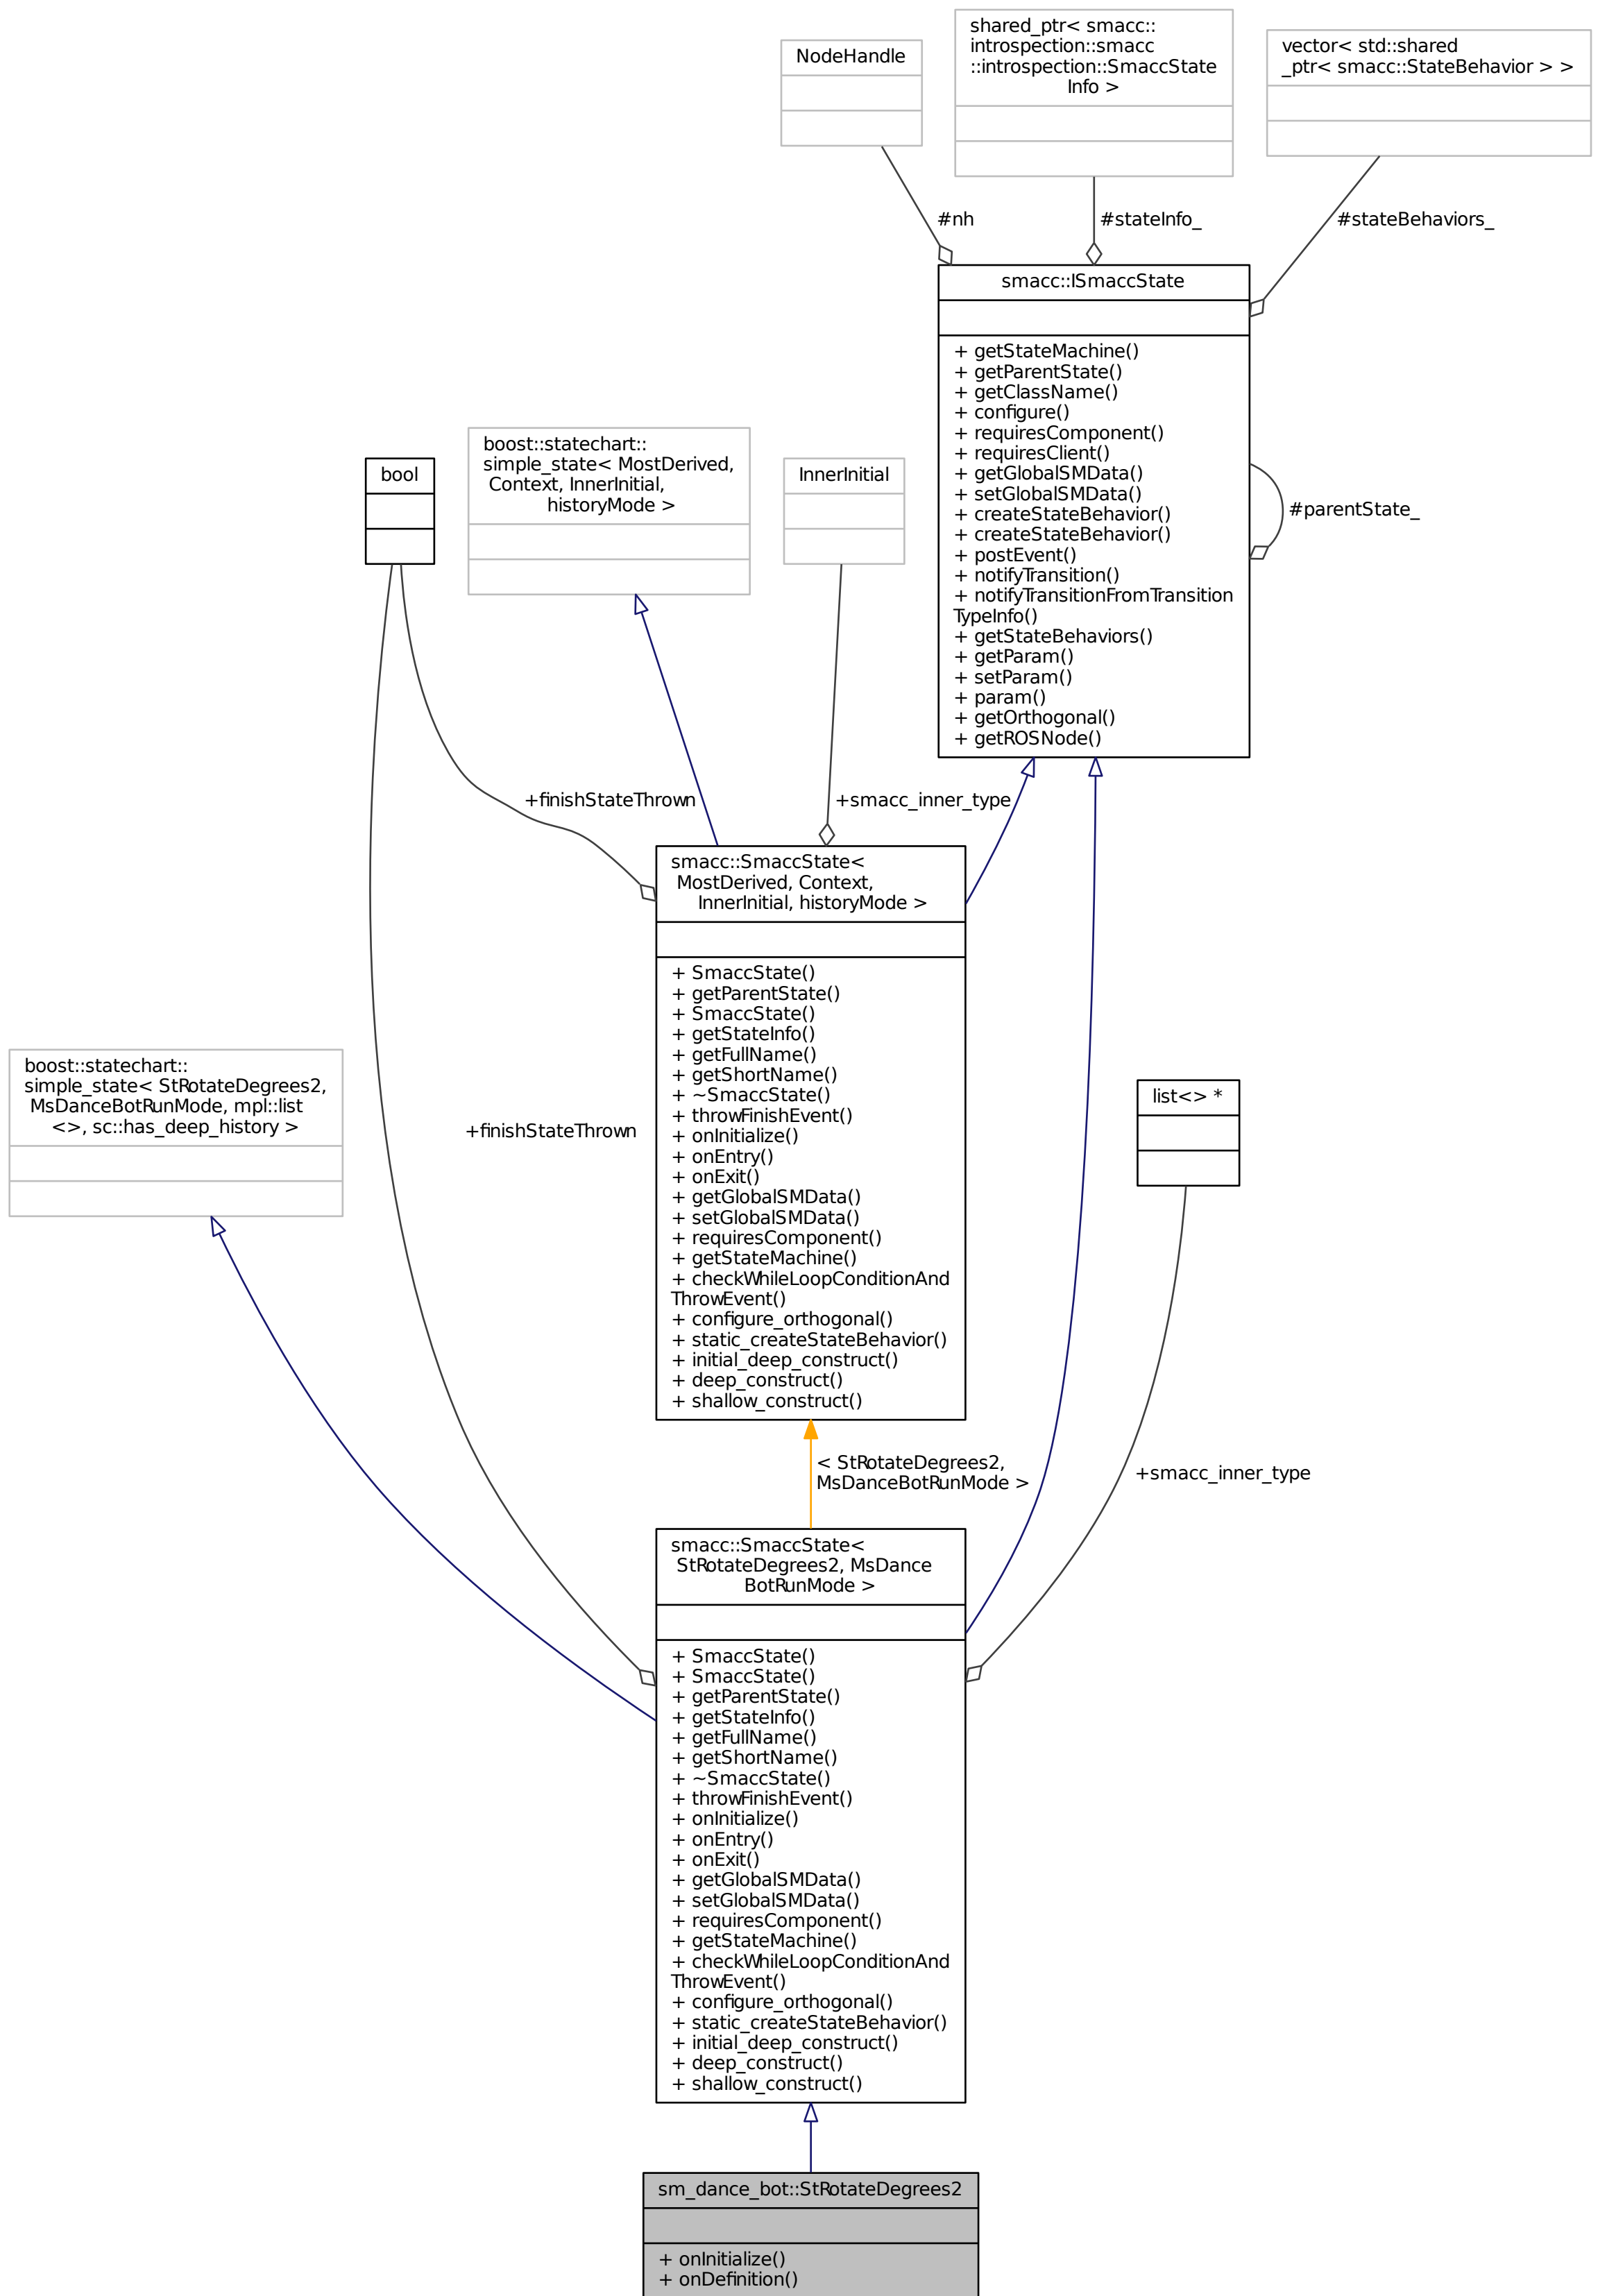 shared_ptr< smacc::
introspection::smacc
::introspection::SmaccState
Info >
vector< std::shared
_ptr< smacc::StateBehavior > >
NodeHandle
#nh
#stateInfo_
#stateBehaviors_
smacc::ISmaccState
+ getStateMachine()
+ getParentState()
+ getClassName()
+ configure()
+ requiresComponent()
+ requiresClient()
+ getGlobalSMData()
+ setGlobalSMData()
+ createStateBehavior()
+ createStateBehavior()
+ postEvent()
+ notifyTransition()
+ notifyTransitionFromTransition
TypeInfo()
+ getStateBehaviors()
+ getParam()
+ setParam()
+ param()
+ getOrthogonal()
+ getROSNode()
#parentState_
boost::statechart::
simple_state< MostDerived,
Context, InnerInitial,
historyMode >
bool
InnerInitial
+finishStateThrown
+smacc_inner_type
smacc::SmaccState<
MostDerived, Context,
InnerInitial, historyMode >
+ SmaccState()
+ getParentState()
+ SmaccState()
+ getStateInfo()
+ getFullName()
+ getShortName()
+ ~SmaccState()
+ throwFinishEvent()
+ onInitialize()
+ onEntry()
+ onExit()
+ getGlobalSMData()
+ setGlobalSMData()
+ requiresComponent()
+ getStateMachine()
+ checkWhileLoopConditionAnd
ThrowEvent()
+ configure_orthogonal()
+ static_createStateBehavior()
+ initial_deep_construct()
+ deep_construct()
+ shallow_construct()
boost::statechart::
simple_state< StRotateDegrees2,
MsDanceBotRunMode, mpl::list
<>, sc::has_deep_history >
+finishStateThrown
list<> *
< StRotateDegrees2,
MsDanceBotRunMode >
+smacc_inner_type
smacc::SmaccState<
StRotateDegrees2, MsDance
BotRunMode >
+ SmaccState()
+ SmaccState()
+ getParentState()
+ getStateInfo()
+ getFullName()
+ getShortName()
+ ~SmaccState()
+ throwFinishEvent()
+ onInitialize()
+ onEntry()
+ onExit()
+ getGlobalSMData()
+ setGlobalSMData()
+ requiresComponent()
+ getStateMachine()
+ checkWhileLoopConditionAnd
ThrowEvent()
+ configure_orthogonal()
+ static_createStateBehavior()
+ initial_deep_construct()
+ deep_construct()
+ shallow_construct()
sm_dance_bot::StRotateDegrees2
+ onInitialize()
+ onDefinition()